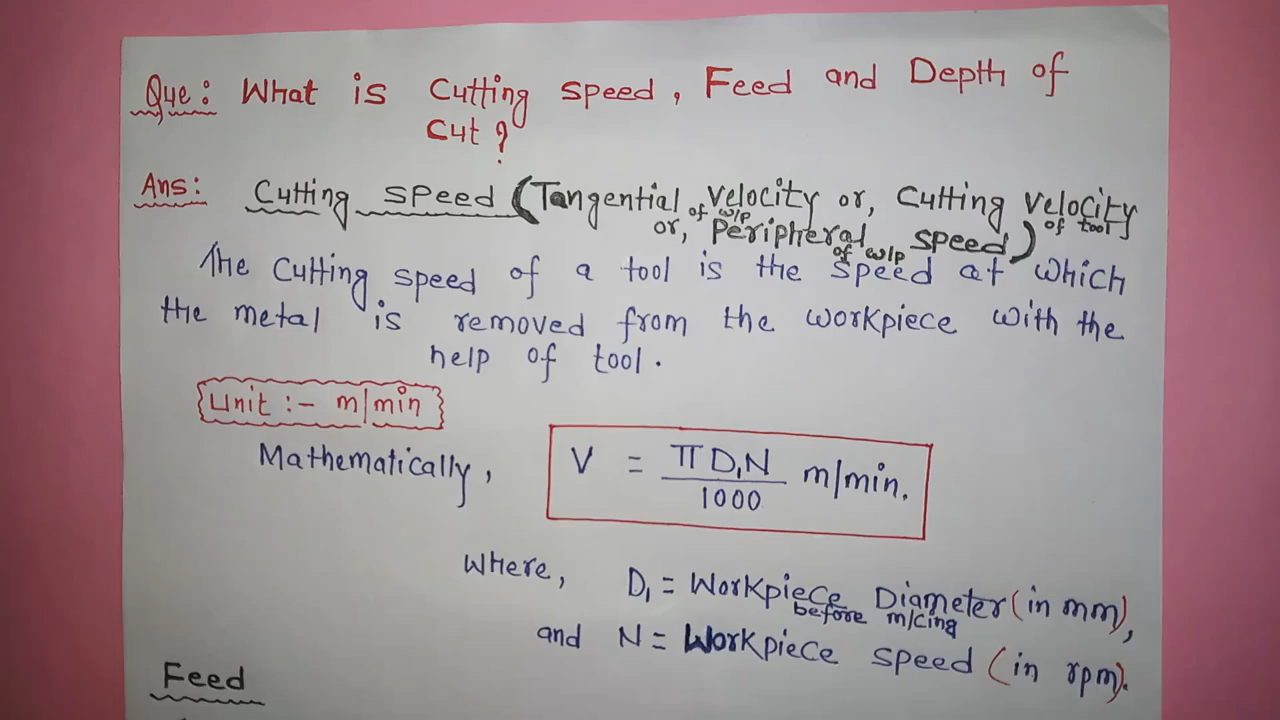 Que: What is Cutting speed, Feed and Depth of
Cut?
Ans: Cutting speed (Tangential velocity or, Cutting velocity
of w/p of tool
or, Peripheral speed)
of w/p
The Cutting speed of a tool is the speed at which
the metal is removed from the workpiece with the
help of tool.
Unit :- m/min
Mathematically, V = πD₁N/1000 m/min.
Where, D₁ = Workpiece Diameter (in mm),
before m/cing
and N = Workpiece speed (in rpm).
Feed